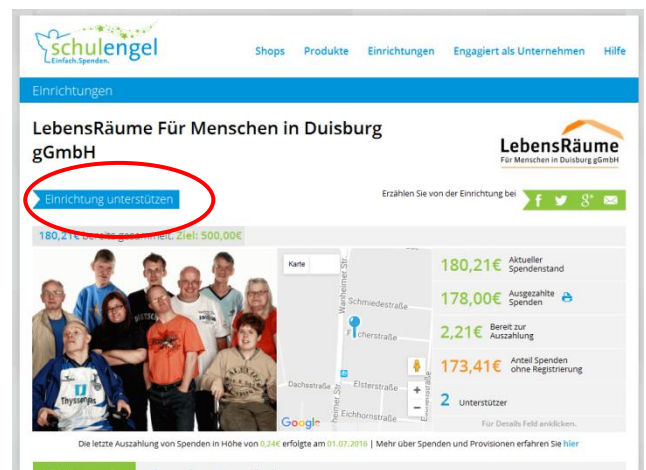 schulengel
Einfach.Spenden.
Shops Produkte Einrichtungen Engagiert als Unternehmen Hilfe
Einrichtungen
LebensRäume Für Menschen in Duisburg
gGmbH
LebensRäume
Für Menschen in Duisburg gGmbH
Einrichtung unterstützen
Erzählen Sie von der Einrichtung bei
180,21€ bereits gesammelt. Ziel: 500,00€
Karte
Wanheimer Str.
Schmiedestraße
Dachsstraße
Elsterstraße
Eichhornstraße
Google
Thyssengas
180,21€ Aktueller Spendenstand
178,00€ Ausgezahlte Spenden
2,21€ Bereit zur Auszahlung
173,41€ Anteil Spenden ohne Registrierung
2 Unterstützer
Für Details Feld anklicken.
Die letzte Auszahlung von Spenden in Höhe von 0,24€ erfolgte am 01.07.2016 | Mehr über Spenden und Provisionen erfahren Sie hier